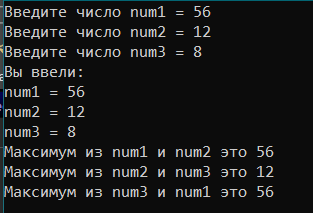 Введите число num1 = 56
Введите число num2 = 12
Введите число num3 = 8
Вы ввели:
num1 = 56
num2 = 12
num3 = 8
Максимум из num1 и num2 это 56
Максимум из num2 и num3 это 12
Максимум из num3 и num1 это 56